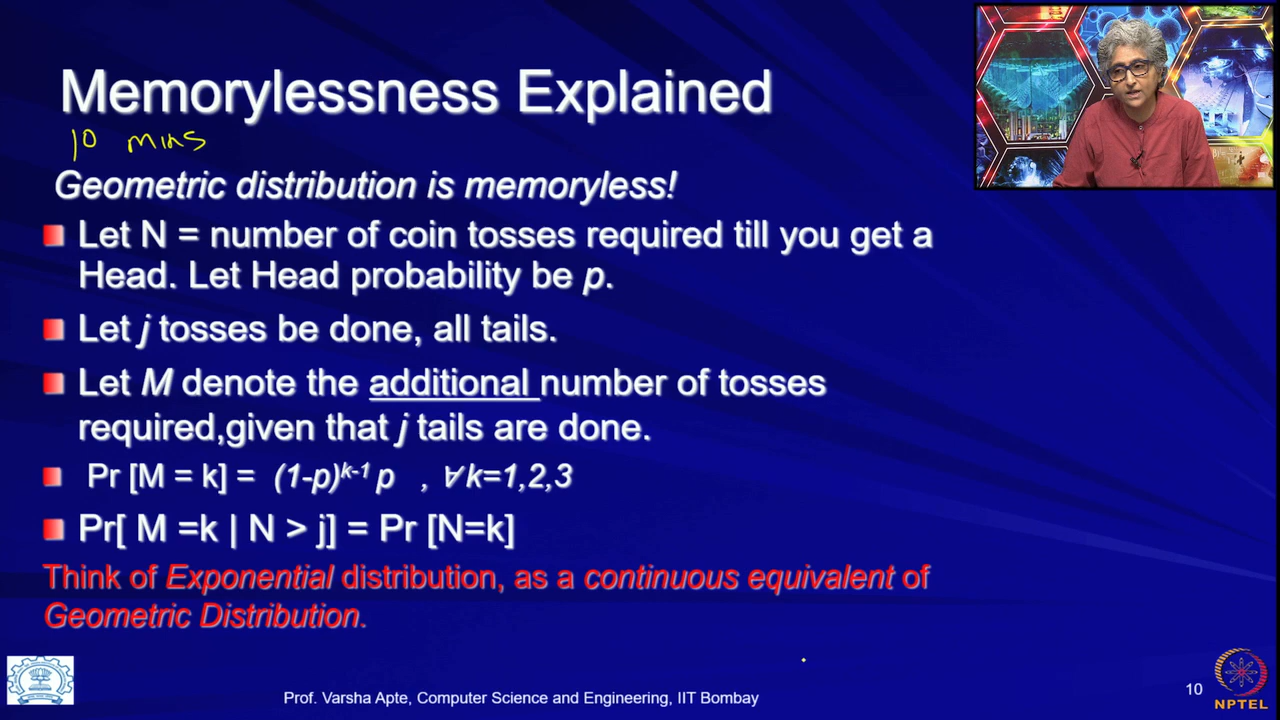 Memorylessness Explained
10 mins
Geometric distribution is memoryless!
Let N = number of coin tosses required till you get a
Head. Let Head probability be p.
Let j tosses be done, all tails.
Let M denote the additional number of tosses
required,given that j tails are done.
Pr [M = k] = (1-p)^{k-1} p , ∀k=1,2,3
Pr[ M =k | N > j] = Pr [N=k]
Think of Exponential distribution, as a continuous equivalent of
Geometric Distribution.
Prof. Varsha Apte, Computer Science and Engineering, IIT Bombay
10
NPTEL